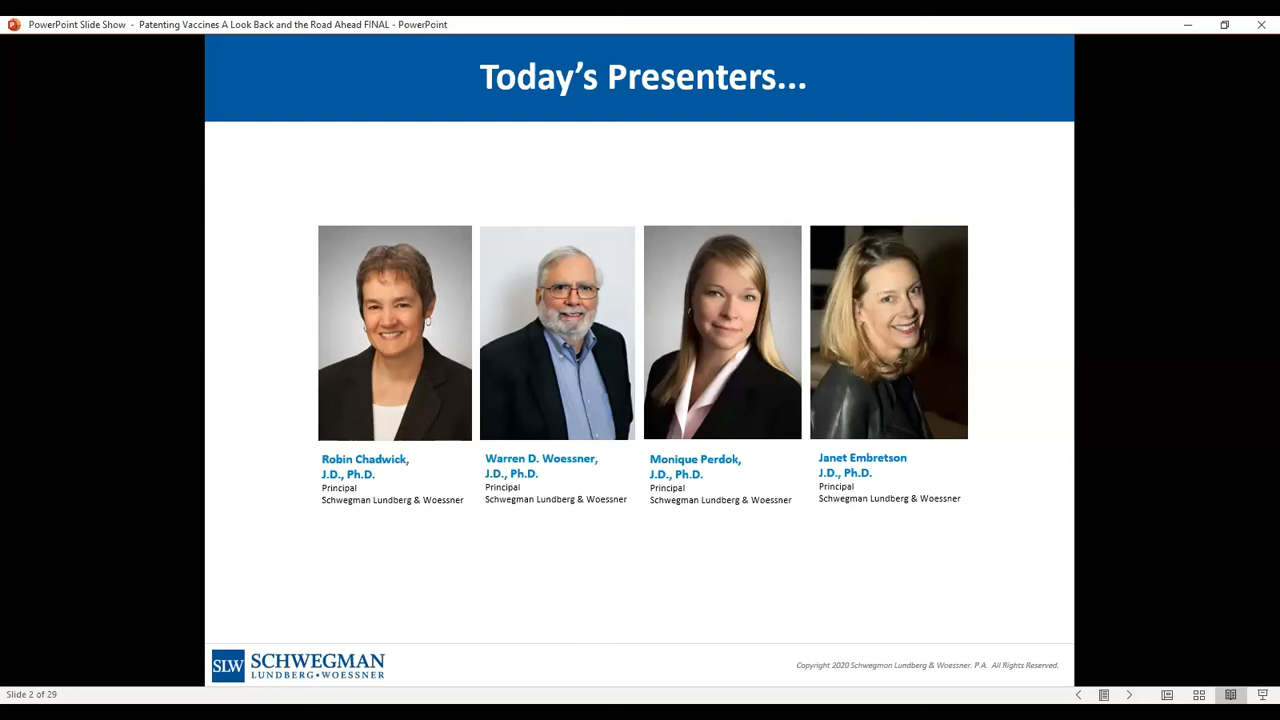 PowerPoint Slide Show - Patenting Vaccines A Look Back and the Road Ahead FINAL - PowerPoint
Today's Presenters...
Robin Chadwick,
J.D., Ph.D.
Principal
Schwegman Lundberg & Woessner
Warren D. Woessner,
J.D., Ph.D.
Principal
Schwegman Lundberg & Woessner
Monique Perdok,
J.D., Ph.D.
Principal
Schwegman Lundberg & Woessner
Janet Embretson
J.D., Ph.D.
Principal
Schwegman Lundberg & Woessner
SLW
SCHWEGMAN
LUNDBERG • WOESSNER
Copyright 2020 Schwegman Lundberg & Woessner. P.A. All Rights Reserved.
Slide 2 of 29